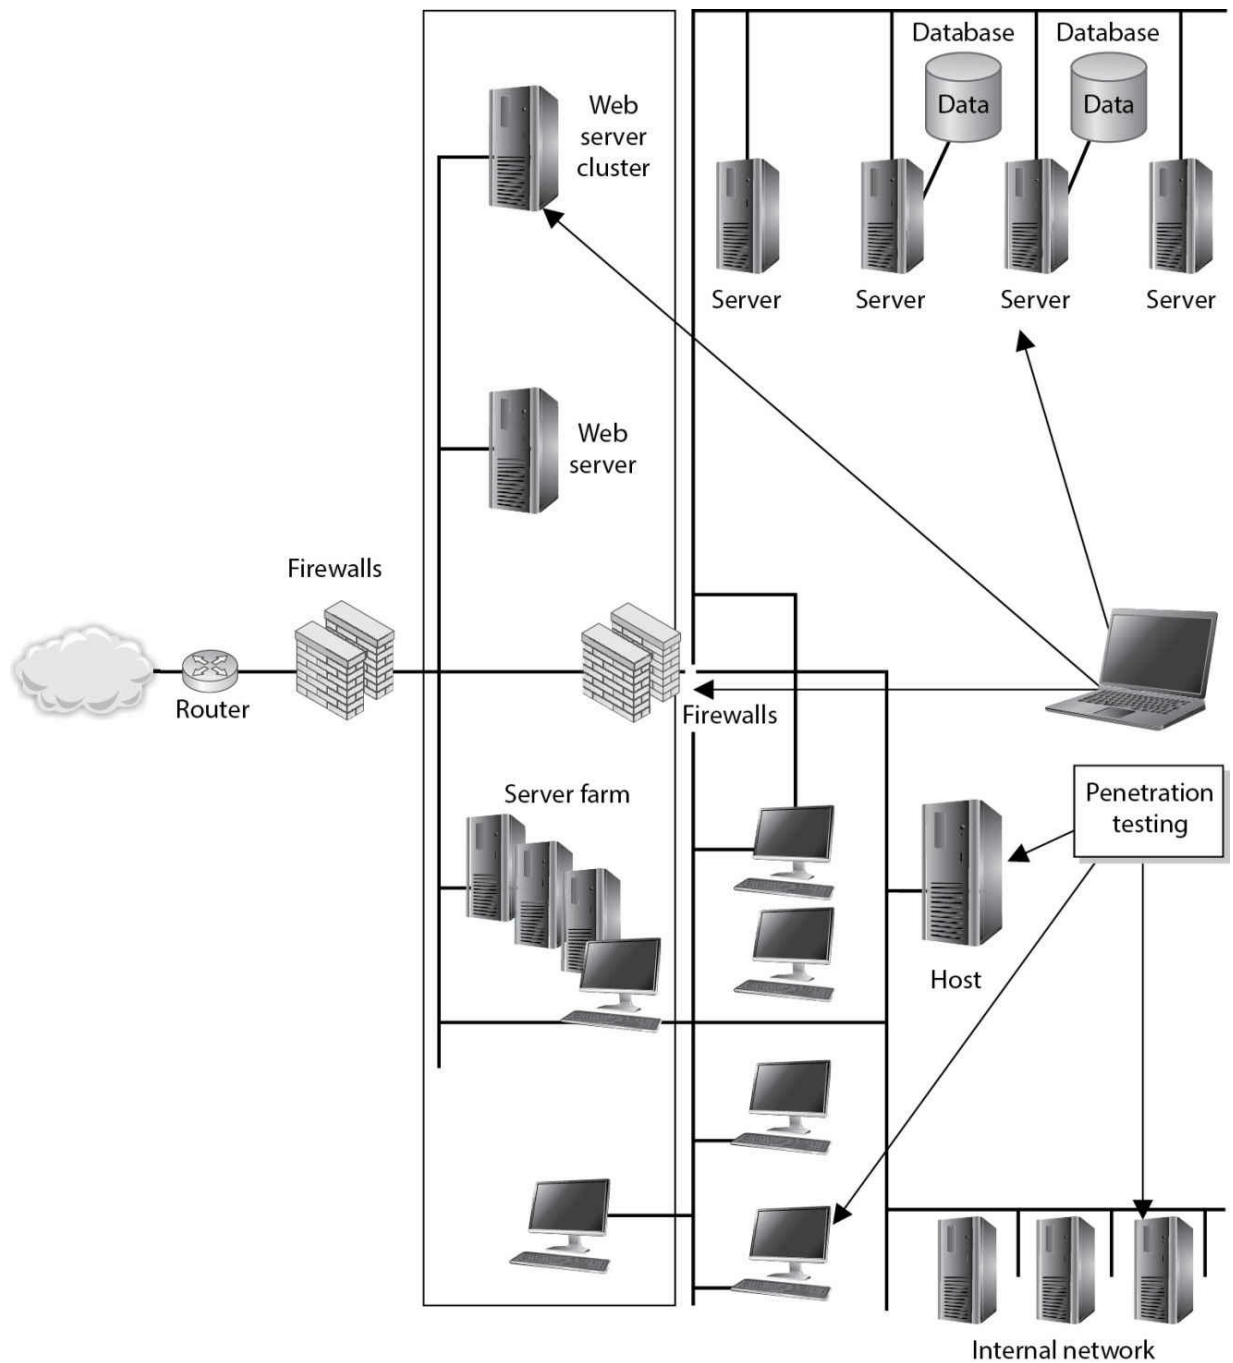 Database
Database
Data
Data
Web
server
cluster
Server
Server
Server
Server
Web
server
Firewalls
Router
Firewalls
Server farm
Penetration
testing
Host
Internal network